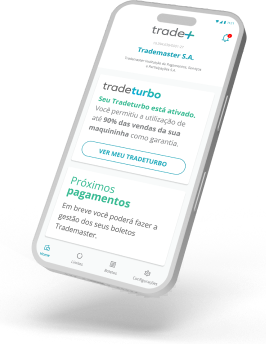 trade+
Trademaster S.A.
Trademaster Instituição de Pagamento, Serviços
e Participações S.A.
tradeturbo
Seu Tradeturbo está ativado.
Você permitiu a utilização de
até 90% das vendas da sua
maquininha como garantia.
VER MEU TRADETURBO
Próximos
pagamentos
Em breve você poderá fazer a
gestão dos seus boletos
Trademaster.
Home
Limites
Boletos
Configurações